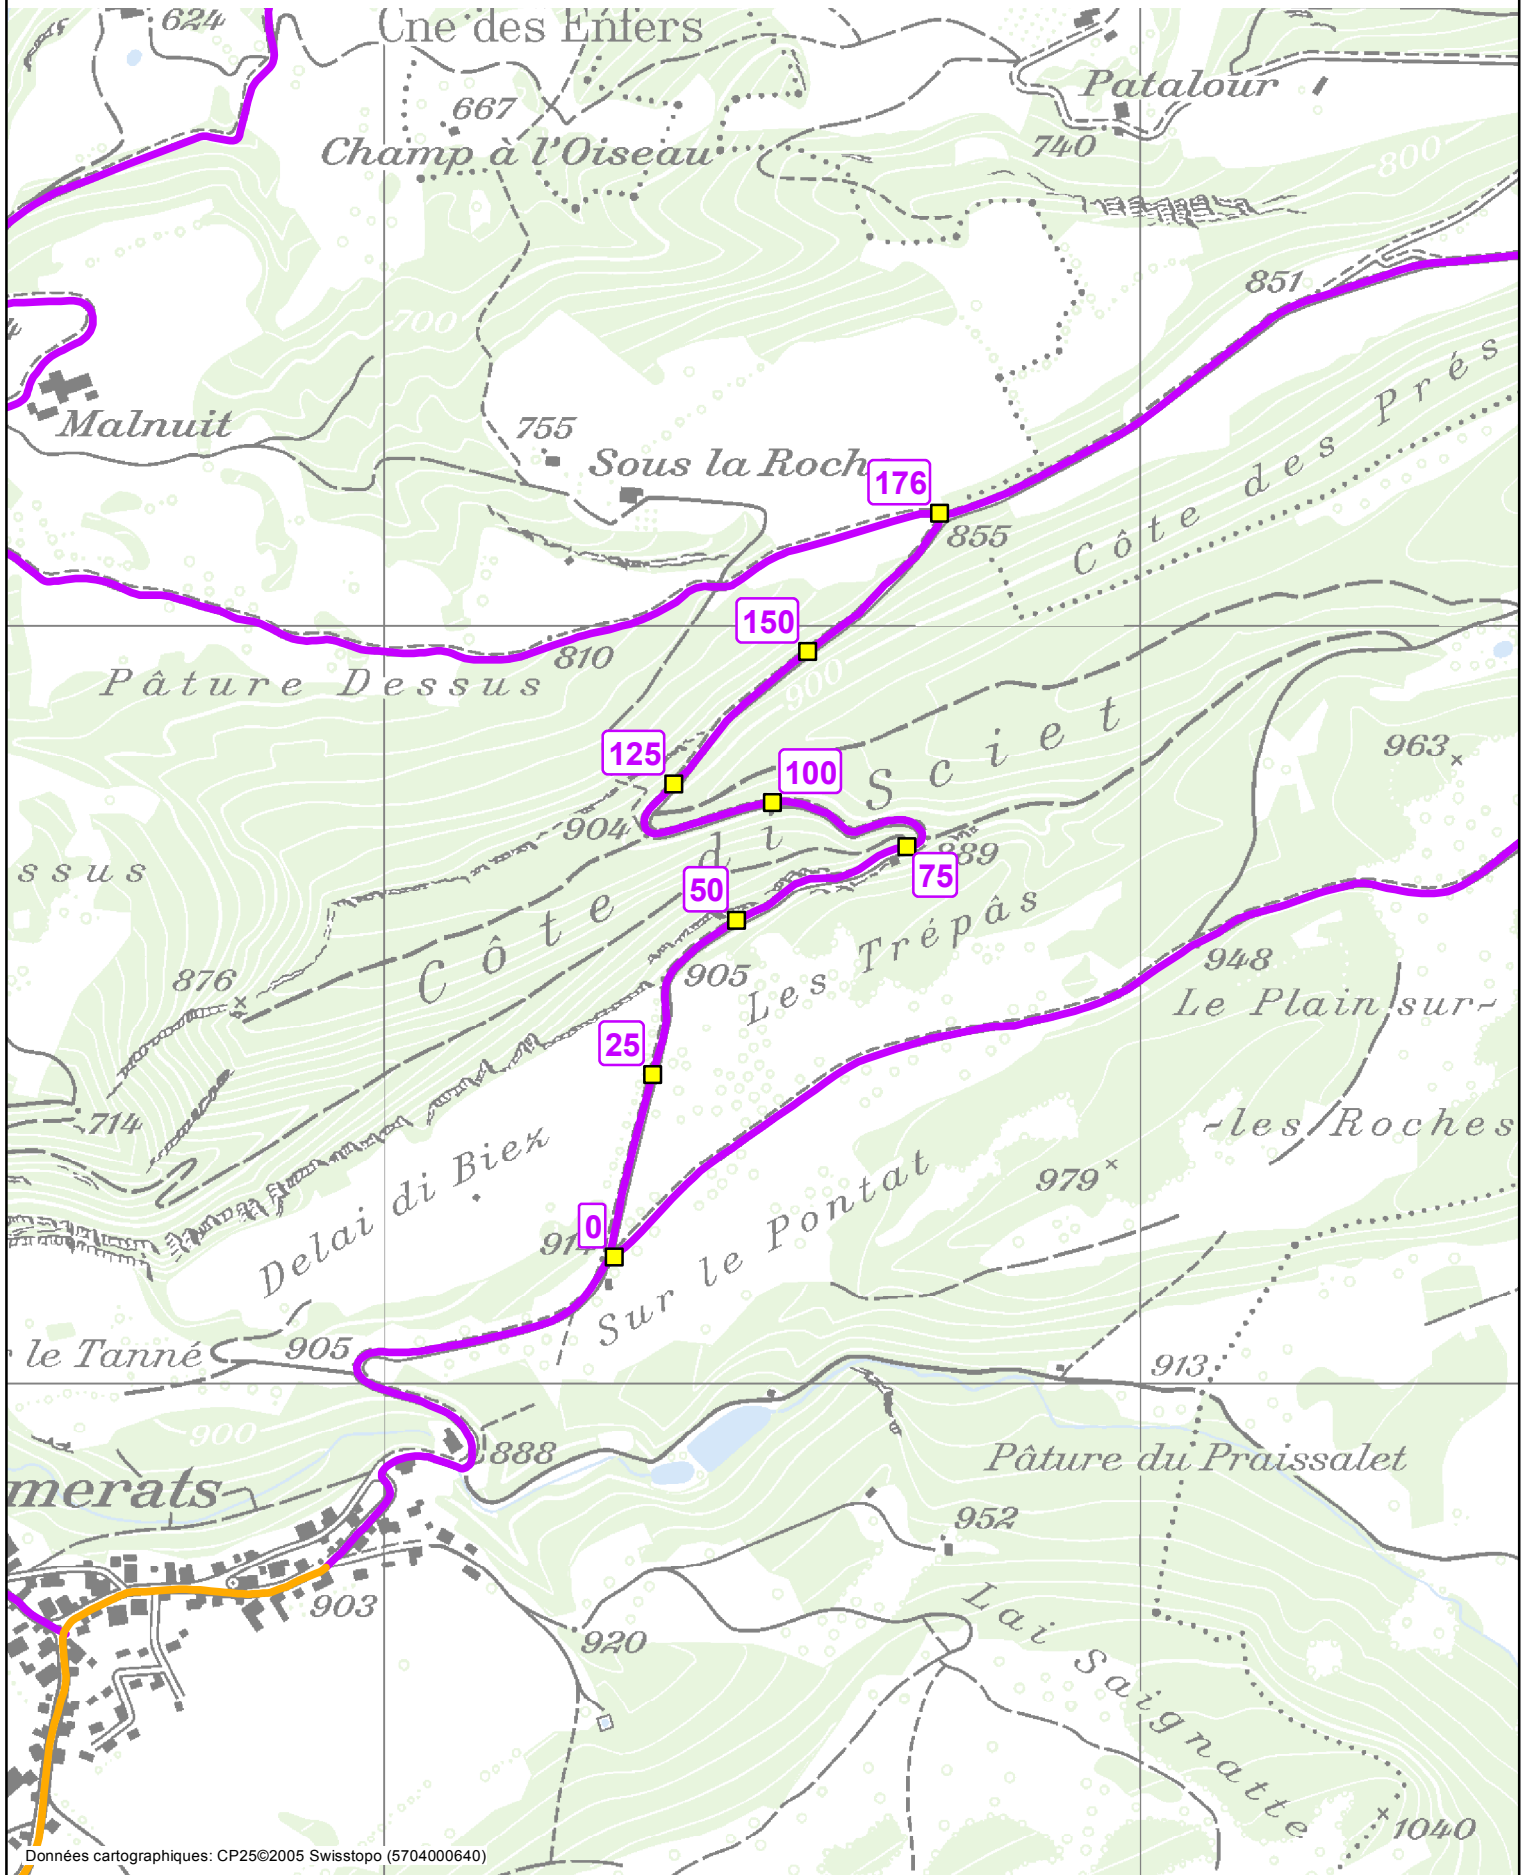 624
Cne des Enfers
667
Patalour
Champ à l'Oiseau
740
800
851
700
Côte des Prés
Malnuit
755
Sous la Roch
176
855
150
810
Pâture Dessus
900
125
100
963
904
Côte di Sciet
889
ssus
50
75
Les Trépâs
876
905
948
25
Le Plain sur-
714
-les Roches
Delai di Biez
979
0
Sur le Pontat
le Tanné
905
913
900
888
Pâture du Praissalet
merats
952
903
920
Lai Saignatte
1040
Données cartographiques: CP25©2005 Swisstopo (5704000640)